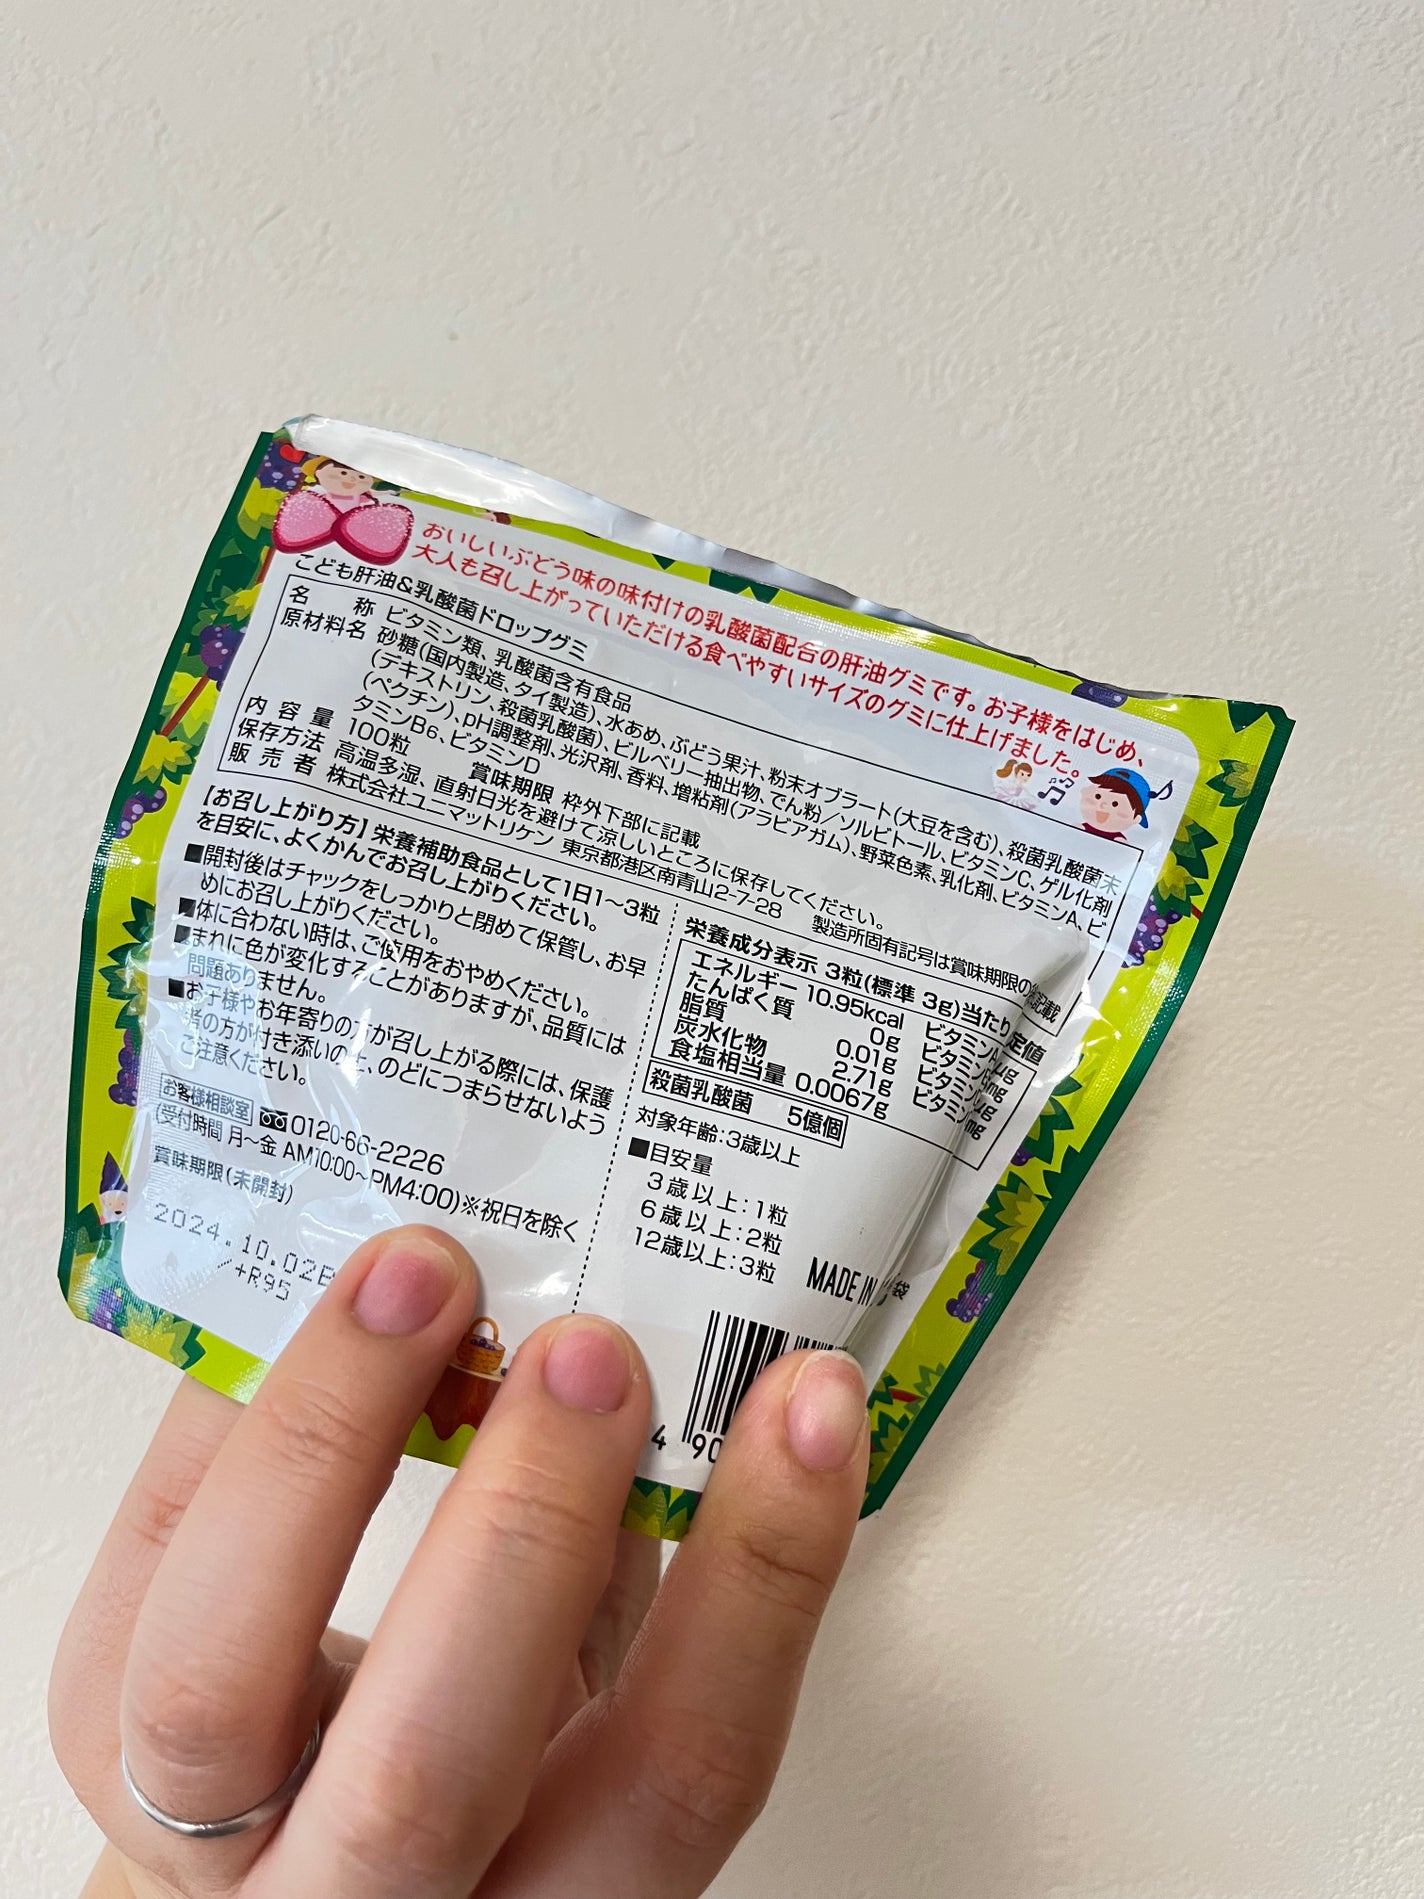 おいしいぶどう味の味付けの乳酸菌配合の肝油グミです。お子様をはじめ、
大人も召し上がっていただける食べやすいサイズのグミに仕上げました。
こども肝油&乳酸菌ドロップグミ
名称 ビタミン類、乳酸菌含有食品
原材料名 砂糖(国内製造、タイ製造)、水あめ、ぶどう果汁、粉末オブラート(大豆を含む)、殺菌乳酸菌末
(デキストリン、殺菌乳酸菌)、ビルベリー抽出物、でん粉/ソルビトール、ビタミンC、ゲル化剤
(ペクチン)、pH調整剤、光沢剤、香料、増粘剤(アラビアガム)、野菜色素、乳化剤、ビタミンA、ビ
タミンB6、ビタミンD
内容量 100粒 賞味期限 枠外下部に記載
保存方法 高温多湿、直射日光を避けて涼しいところに保存してください。
販売者 株式会社ユニマットリケン 東京都港区南青山2-7-28 製造所固有記号は賞味期限の 記載
【お召し上がり方】栄養補助食品として1日1~3粒
を目安に、よくかんでお召し上がりください。
■開封後はチャックをしっかりと閉めて保管し、お早
めにお召し上がりください。
■体に合わない時は、ご使用をおやめください。
■まれに色が変化することがありますが、品質には
問題ありません。
■お子様やお年寄りの方が召し上がる際には、保護
者の方が付き添いの上、のどにつまらせないよう
ご注意ください。
お客様相談室 0120-66-2226
(受付時間 月~金 AM10:00~PM4:00)※祝日を除く
賞味期限(未開封)
2024.10.02B
/+R95
栄養成分表示 3粒(標準 3g)当たり 定値
エネルギー 10.95kcal ビタミンA μg
たんぱく質 0g ビタミン mg
脂質 0.01g ビタミン μg
炭水化物 2.71g ビタミン mg
食塩相当量 0.0067g
殺菌乳酸菌 5億個
対象年齢:3歳以上
■目安量
3歳以上:1粒
6歳以上:2粒
12歳以上:3粒
MADE IN 袋
4 90